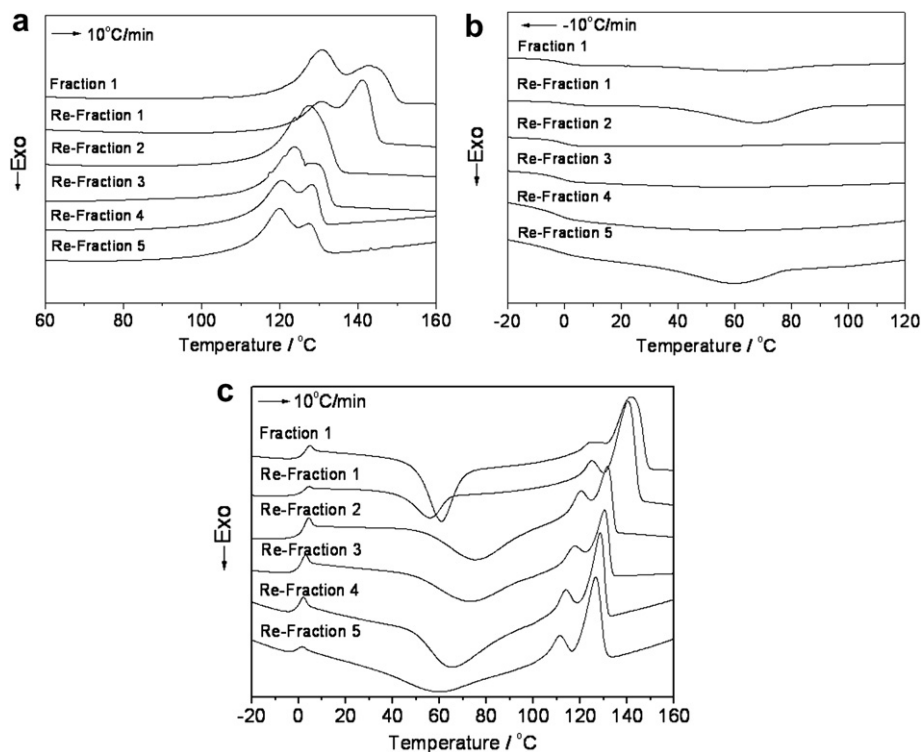 a
→ 10°C/min
Fraction 1
Re-Fraction 1
Re-Fraction 2
Re-Fraction 3
Re-Fraction 4
Re-Fraction 5
←Exo
60 80 100 120 140 160
Temperature / °C
b
← -10°C/min
Fraction 1
Re-Fraction 1
Re-Fraction 2
Re-Fraction 3
Re-Fraction 4
Re-Fraction 5
←Exo
-20 0 20 40 60 80 100 120
Temperature / °C
c
→ 10°C/min
Fraction 1
Re-Fraction 1
Re-Fraction 2
Re-Fraction 3
Re-Fraction 4
Re-Fraction 5
←Exo
-20 0 20 40 60 80 100 120 140 160
Temperature / °C